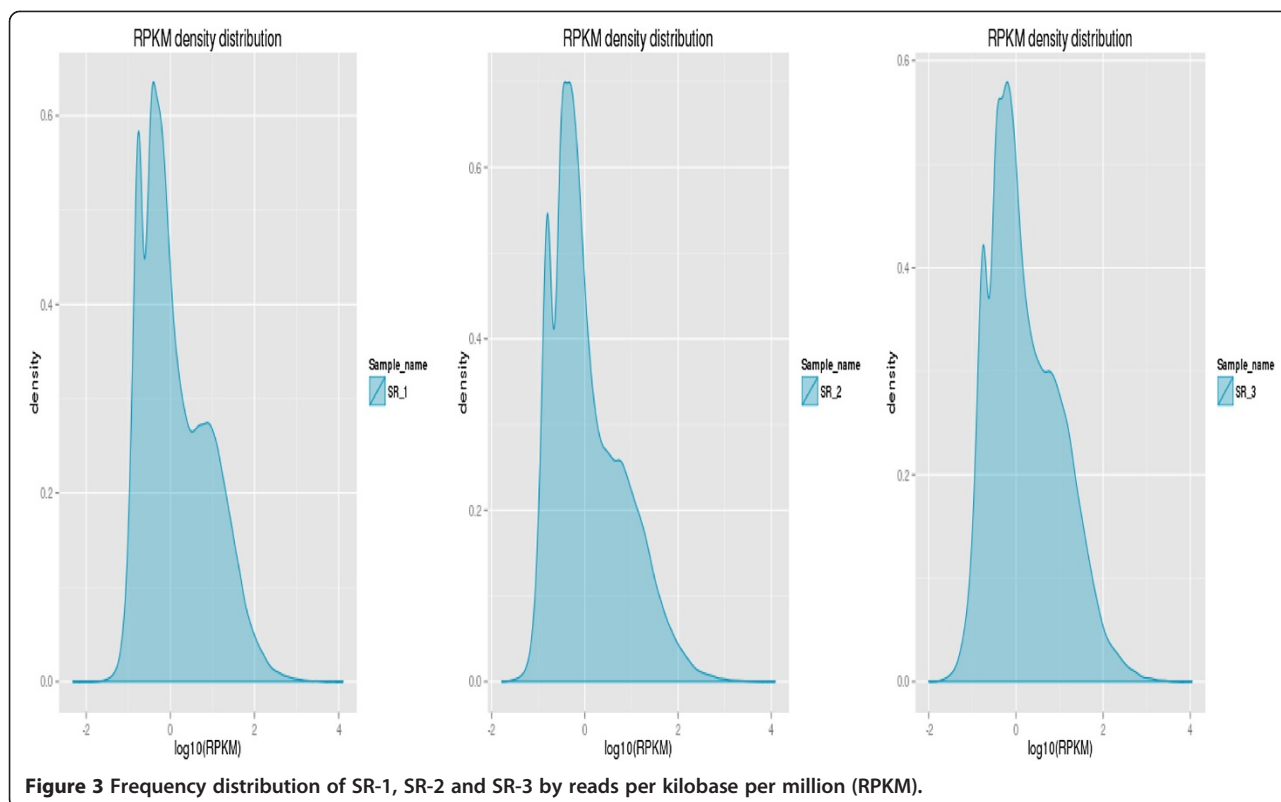 RPKM density distribution
0.6
0.4
0.2
0.0
density
-2
0
2
4
log10(RPKM)
Sample_name
SR_1
RPKM density distribution
0.6
0.4
0.2
0.0
density
-2
0
2
4
log10(RPKM)
Sample_name
SR_2
RPKM density distribution
0.6
0.4
0.2
0.0
density
-2
0
2
4
log10(RPKM)
Sample_name
SR_3
Figure 3 Frequency distribution of SR-1, SR-2 and SR-3 by reads per kilobase per million (RPKM).